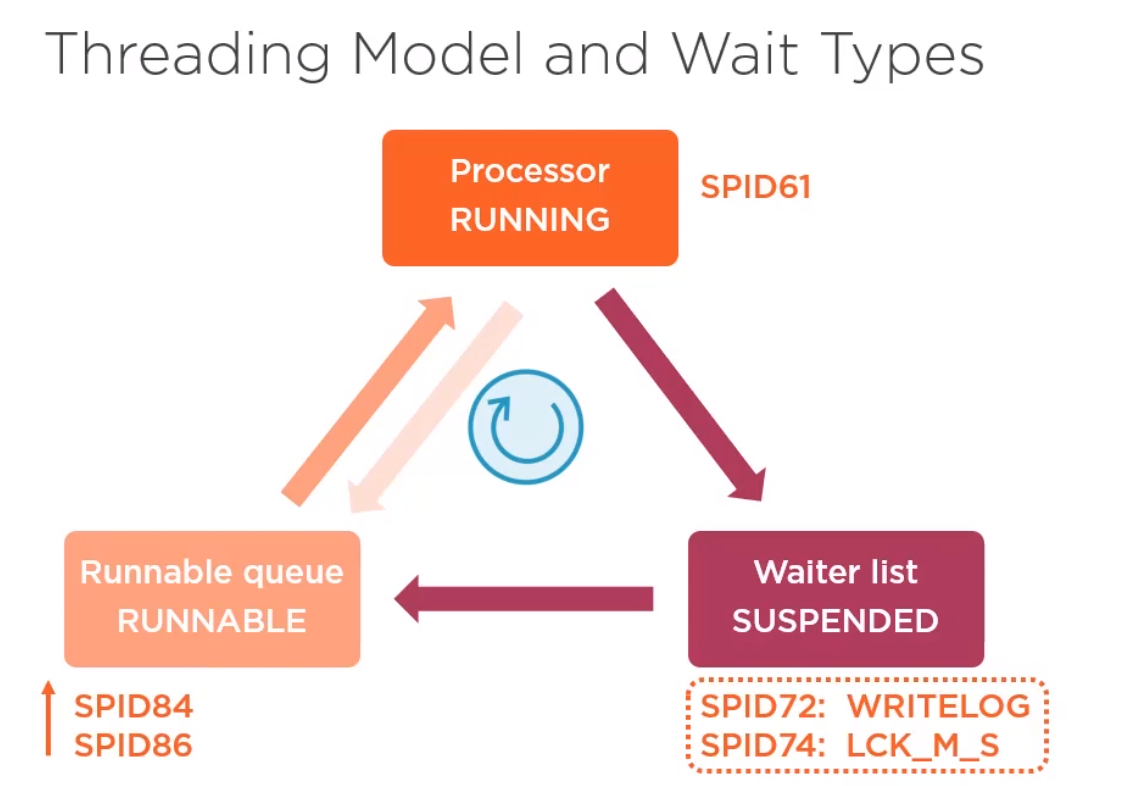 Threading Model and Wait Types
Processor
RUNNING
SPID61
Runnable queue
RUNNABLE
Waiter list
SUSPENDED
SPID84
SPID86
SPID72: WRITELOG
SPID74: LCK_M_S